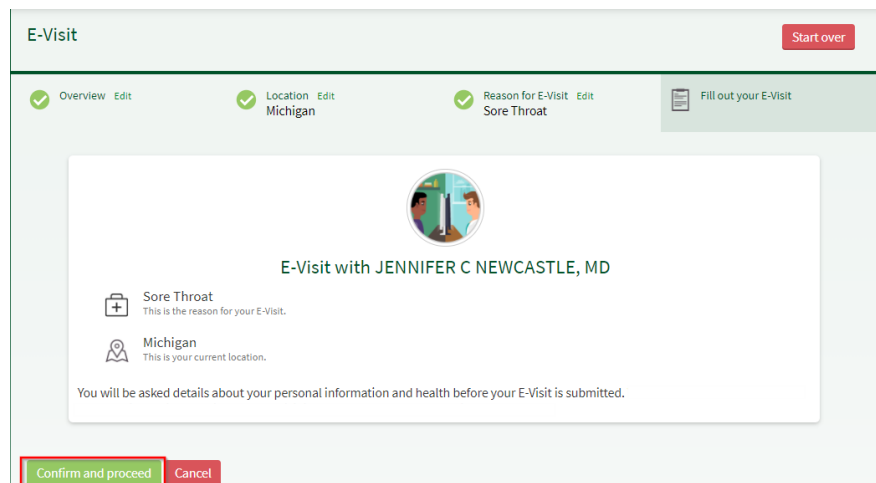 E-Visit
Start over
Overview Edit
Location Edit
Michigan
Reason for E-Visit Edit
Sore Throat
Fill out your E-Visit
E-Visit with JENNIFER C NEWCASTLE, MD
Sore Throat
This is the reason for your E-Visit.
Michigan
This is your current location.
You will be asked details about your personal information and health before your E-Visit is submitted.
Confirm and proceed
Cancel